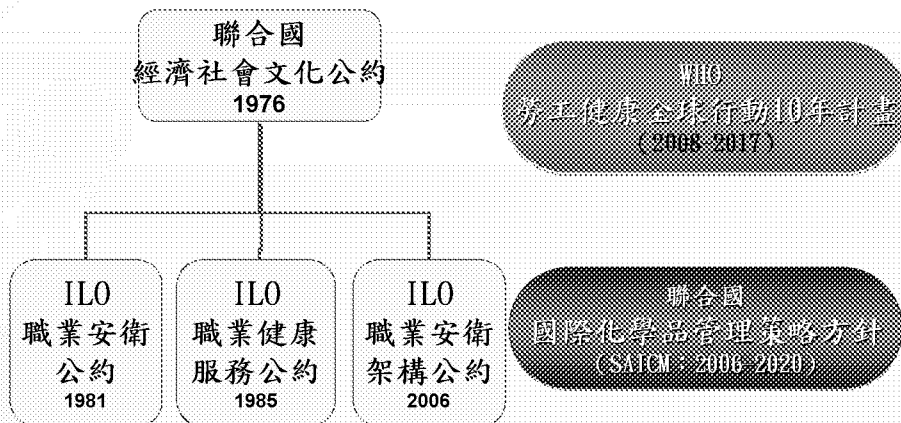 聯合國
經濟社會文化公約
1976
WHO
勞工健康全球行動10年計畫
(2008-2017)
ILO
職業安衛
公約
1981
ILO
職業健康
服務公約
1985
ILO
職業安衛
架構公約
2006
聯合國
國際化學品管理策略方針
(SAICM:2006-2020)